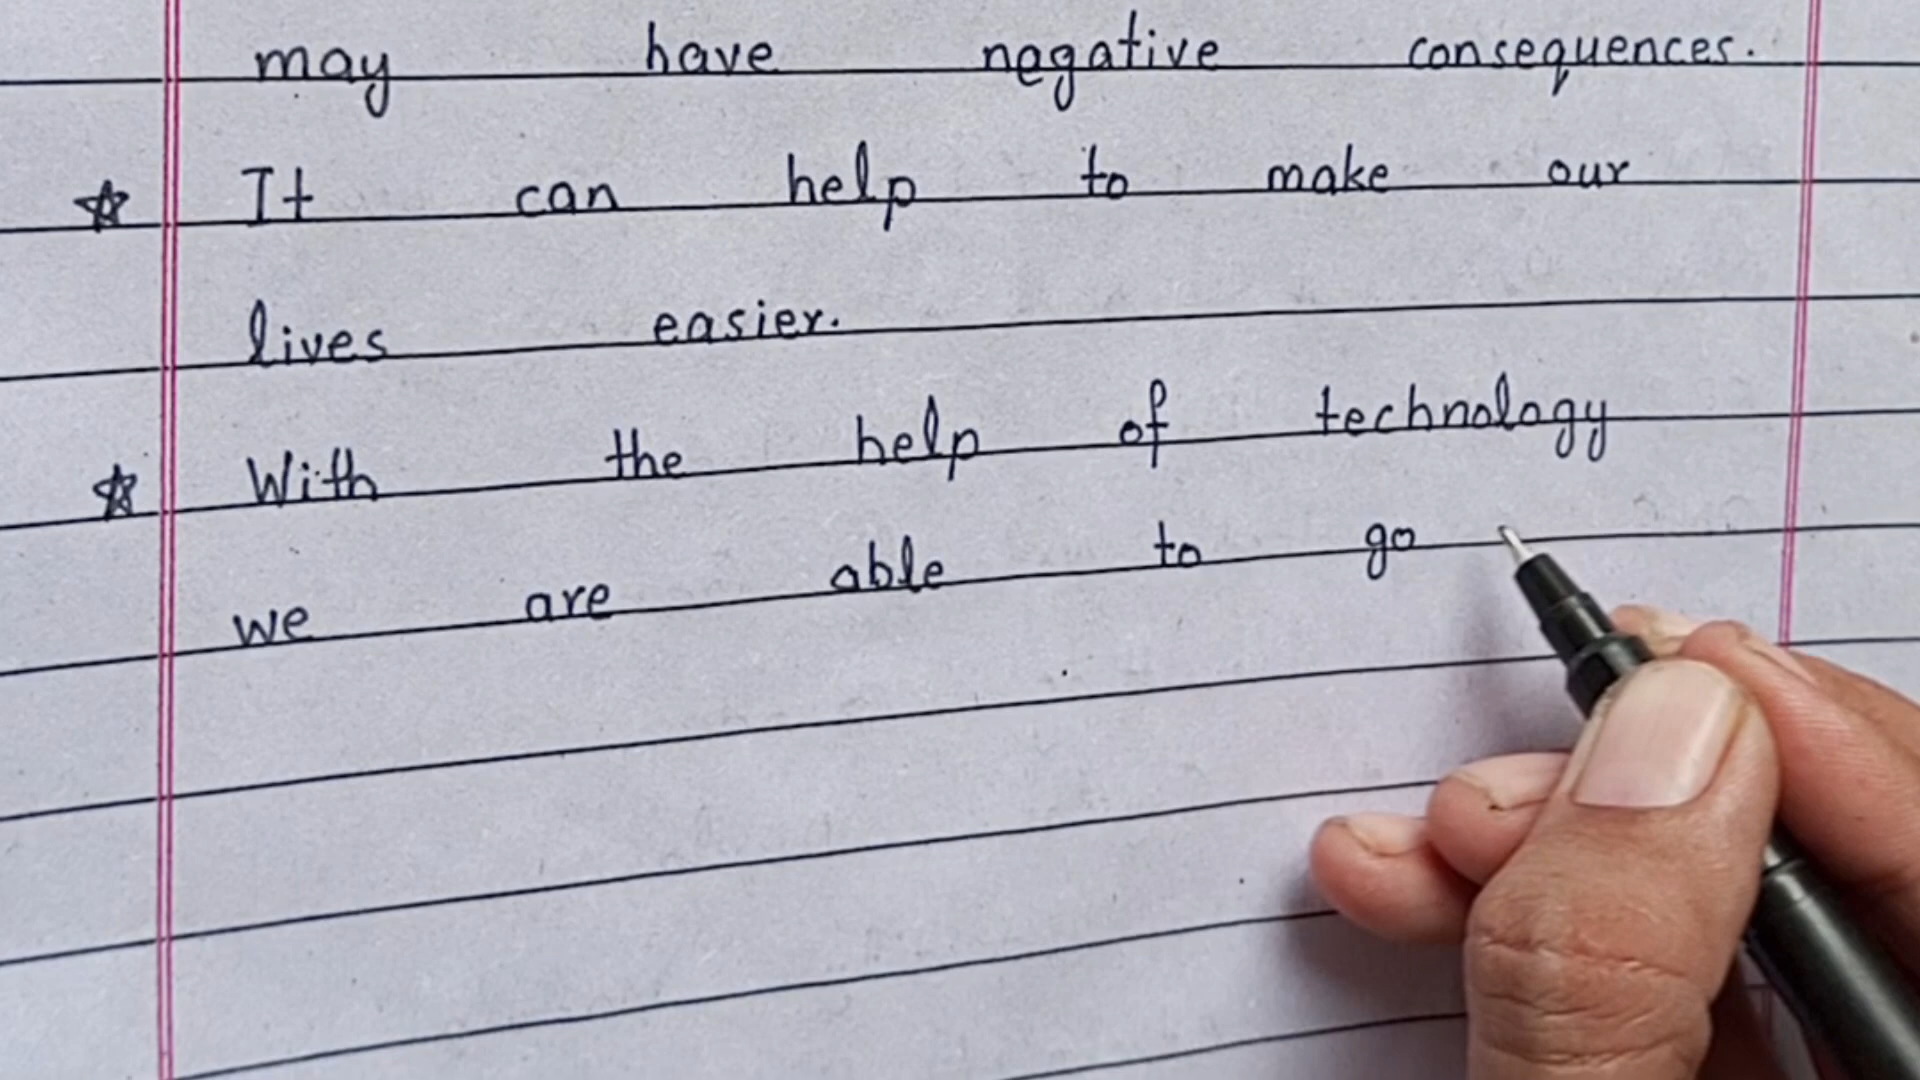 may have negative consequences.
☆ It can help to make our
lives easier.
☆ With the help of technology
we are able to go